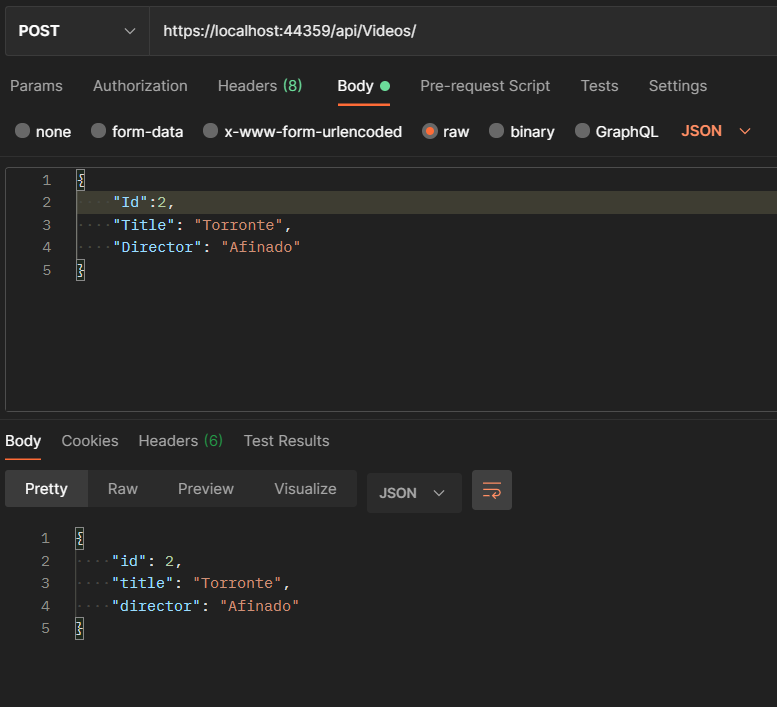 POST https://localhost:44359/api/Videos/
Params Authorization Headers (8) Body Pre-request Script Tests Settings
none form-data x-www-form-urlencoded raw binary GraphQL JSON
1 {
2 "Id":2,
3 "Title": "Torronte",
4 "Director": "Afinado"
5 }
Body Cookies Headers (6) Test Results
Pretty Raw Preview Visualize JSON
1 {
2 "id": 2,
3 "title": "Torronte",
4 "director": "Afinado"
5 }